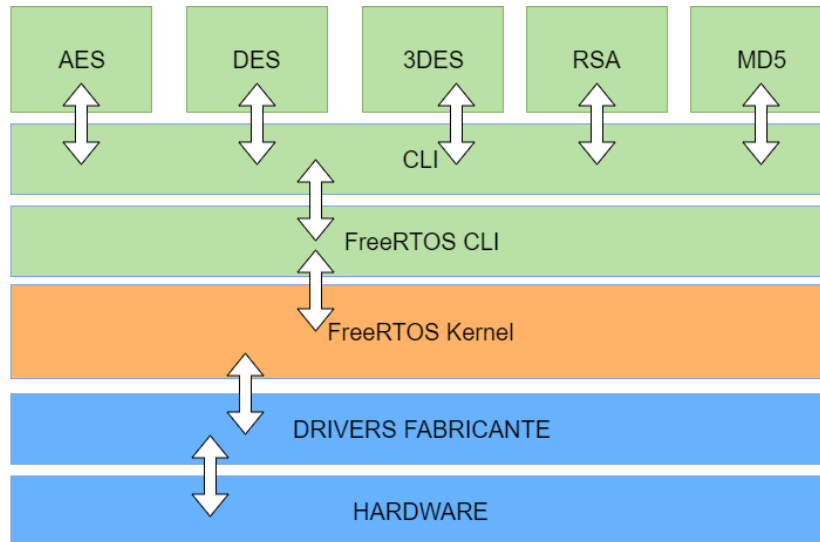 AES
DES
3DES
RSA
MD5
CLI
FreeRTOS CLI
FreeRTOS Kernel
DRIVERS FABRICANTE
HARDWARE